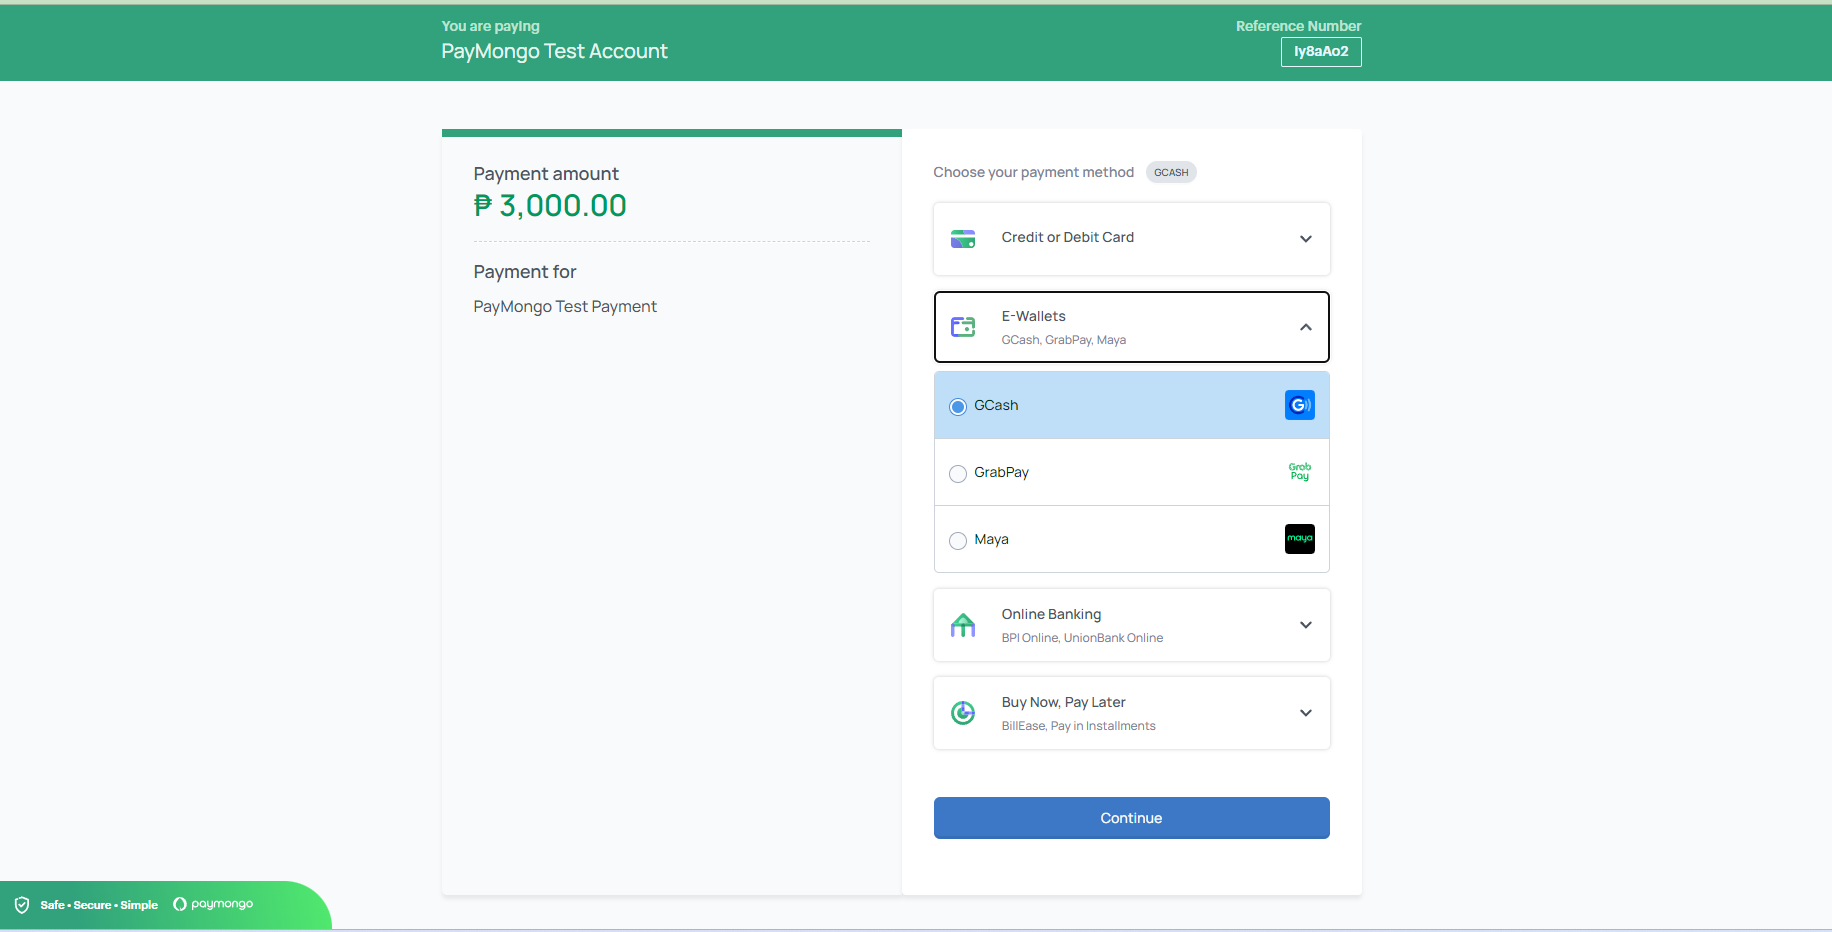 You are paying
PayMongo Test Account
Reference Number
ly8aAo2
Payment amount
₱ 3,000.00
Payment for
PayMongo Test Payment
Choose your payment method GCASH
Credit or Debit Card
E-Wallets
GCash, GrabPay, Maya
GCash
G
GrabPay
Grab
Pay
Maya
maya
Online Banking
BPI Online, UnionBank Online
Buy Now, Pay Later
BillEase, Pay in Installments
Continue
Safe • Secure • Simple paymongo